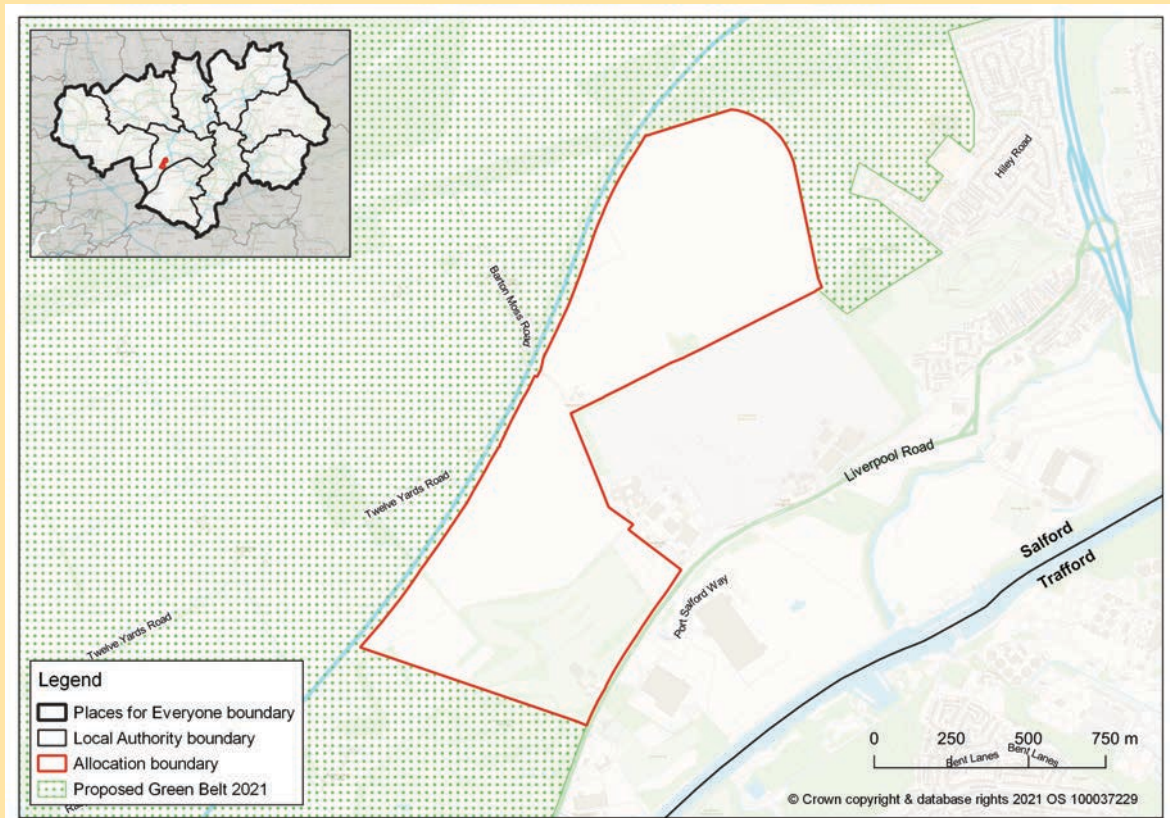 Hiley Road
Barton Moss Road
Liverpool Road
Twelve Yards Road
Salford
Trafford
Port Salford Way
Twelve Yards Road
Legend
Places for Everyone boundary
Local Authority boundary
Allocation boundary
Proposed Green Belt 2021
0 250 500 750 m
Bent Lanes
Bent Lanes
© Crown copyright & database rights 2021 OS 100037229